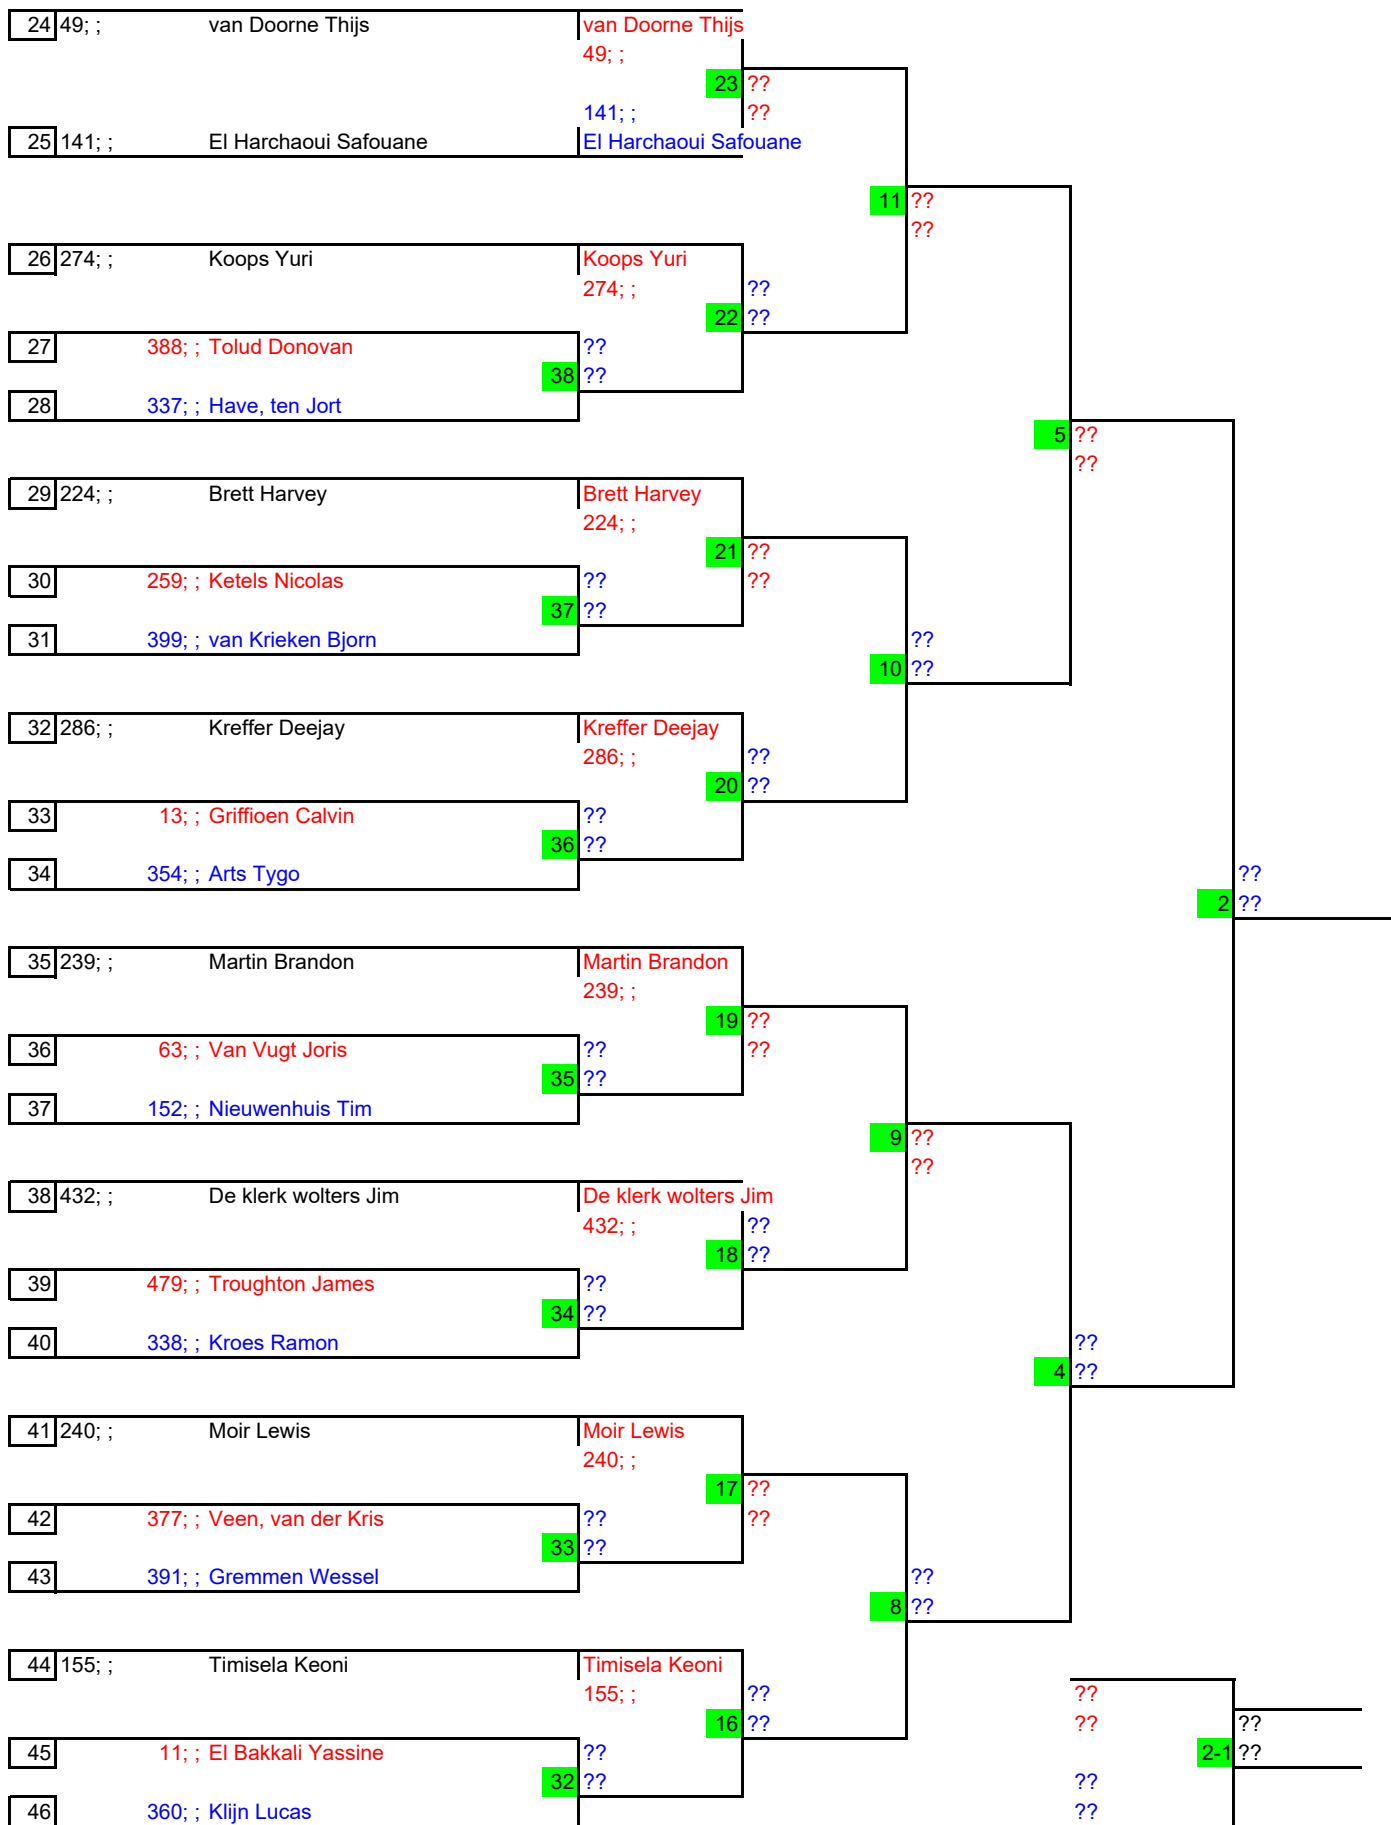 24 49; ; van Doorne Thijs van Doorne Thijs
49; ;
23 ??
141; ; ??
25 141; ; El Harchaoui Safouane El Harchaoui Safouane
11 ??
??
26 274; ; Koops Yuri Koops Yuri
274; ; ??
22 ??
27 388; ; Tolud Donovan ??
38 ??
28 337; ; Have, ten Jort
5 ??
??
29 224; ; Brett Harvey Brett Harvey
224; ;
21 ??
30 259; ; Ketels Nicolas ?? ??
37 ??
31 399; ; van Krieken Bjorn ??
10 ??
32 286; ; Kreffer Deejay Kreffer Deejay
286; ; ??
20 ??
33 13; ; Griffioen Calvin ??
36 ??
34 354; ; Arts Tygo ??
2 ??
35 239; ; Martin Brandon Martin Brandon
239; ;
19 ??
36 63; ; Van Vugt Joris ?? ??
35 ??
37 152; ; Nieuwenhuis Tim
9 ??
??
38 432; ; De klerk wolters Jim De klerk wolters Jim
432; ; ??
18 ??
39 479; ; Troughton James ??
34 ??
40 338; ; Kroes Ramon ??
4 ??
41 240; ; Moir Lewis Moir Lewis
240; ;
17 ??
42 377; ; Veen, van der Kris ?? ??
33 ??
43 391; ; Gremmen Wessel ??
8 ??
44 155; ; Timisela Keoni Timisela Keoni
155; ; ?? ??
16 ?? ?? ??
45 11; ; El Bakkali Yassine ?? 2-1 ??
32 ?? ??
46 360; ; Klijn Lucas ??